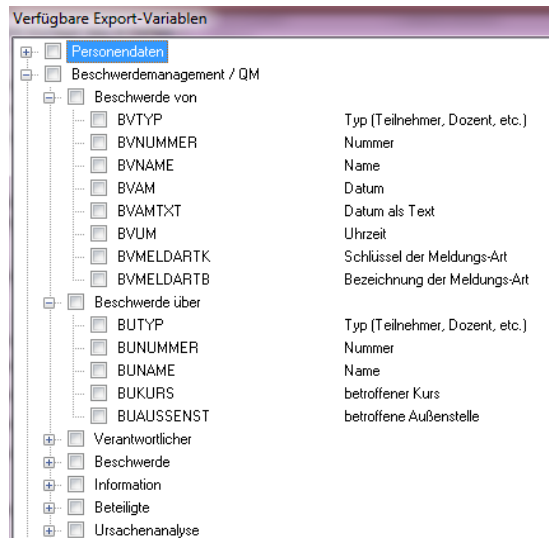 Verfügbare Export-Variablen
Personendaten
Beschwerdemanagement / QM
Beschwerde von
BVTYP Typ (Teilnehmer, Dozent, etc.)
BVNUMMER Nummer
BVNAME Name
BVAM Datum
BVAMTXT Datum als Text
BVUM Uhrzeit
BVMELDARTK Schlüssel der Meldungs-Art
BVMELDARTB Bezeichnung der Meldungs-Art
Beschwerde über
BUTYP Typ (Teilnehmer, Dozent, etc.)
BUNUMMER Nummer
BUNAME Name
BUKURS betroffener Kurs
BUAUSSENST betroffene Außenstelle
Verantwortlicher
Beschwerde
Information
Beteiligte
Ursachenanalyse